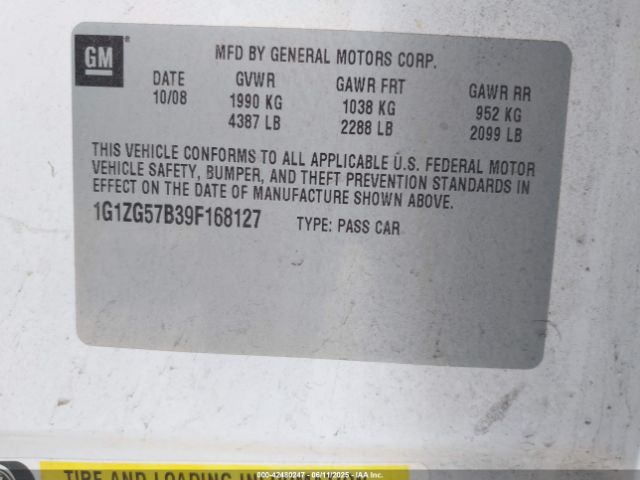 GM
MFD BY GENERAL MOTORS CORP.
DATE GVWR GAWR FRT GAWR RR
10/08 1990 KG 1038 KG 952 KG
4387 LB 2288 LB 2099 LB
THIS VEHICLE CONFORMS TO ALL APPLICABLE U.S. FEDERAL MOTOR
VEHICLE SAFETY, BUMPER, AND THEFT PREVENTION STANDARDS IN
EFFECT ON THE DATE OF MANUFACTURE SHOWN ABOVE.
1G1ZG57B39F168127 TYPE: PASS CAR
TIRE AND LOADING
© IAA - 42480247 - 06/11/2025 - IAA Inc.